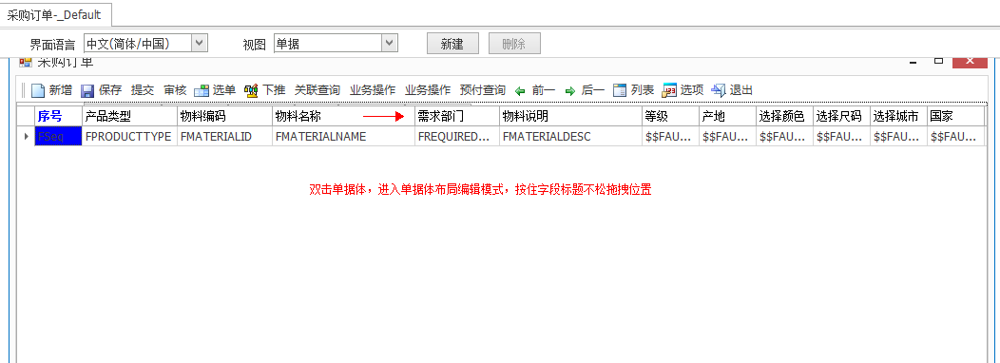 采购订单-_Default
界面语言 中文(简体/中国) 视图 单据 新建 删除
采购订单
新增 保存 提交 审核 选单 下推 关联查询 业务操作 业务操作 预付查询 前一 后一 列表 选项 退出
序号 产品类型 物料编码 物料名称 需求部门 物料说明 等级 产地 选择颜色 选择尺码 选择城市 国家
FSeq FPRODUCTTYPE FMATERIALID FMATERIALNAME FREQUIRED... FMATERIALDESC $$FAU... $$FAU... $$FAU... $$FAU... $$FAU... $$FAU...
双击单据体，进入单据体布局编辑模式，按住字段标题不松拖拽位置